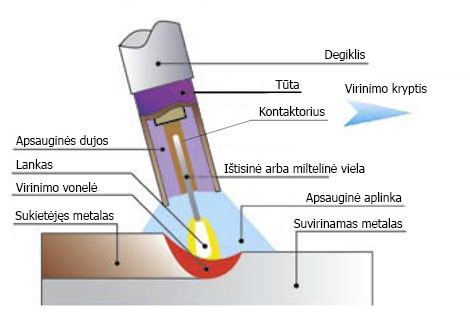 Degiklis
Tūta
Virinimo kryptis
Kontaktorius
Apsauginės dujos
Lankas
Ištisinė arba miltelinė viela
Virinimo vonelė
Apsauginė aplinka
Sukietėjęs metalas
Suvirinamas metalas